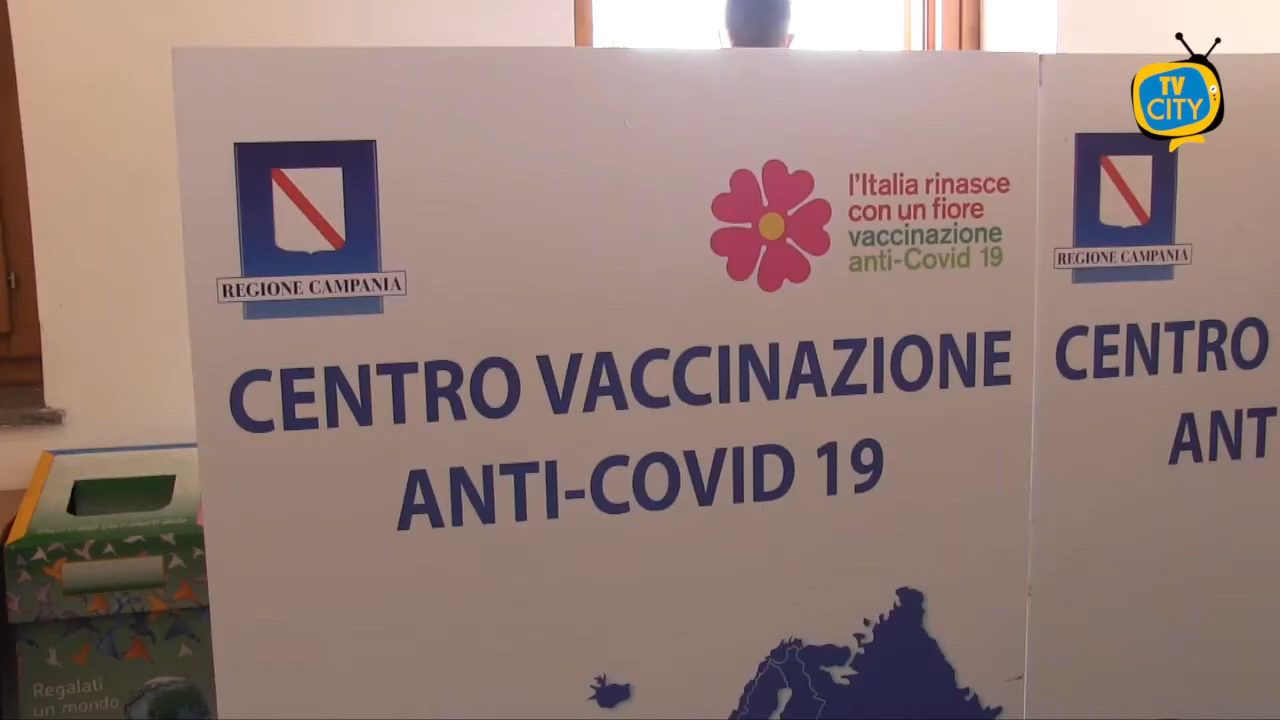 TV
CITY
REGIONE CAMPANIA
l'Italia rinasce
con un fiore
vaccinazione
anti-Covid 19
CENTRO VACCINAZIONE
ANTI-COVID 19
REGIONE CAMPANIA
CENTRO
ANT
Regalati
un mondo